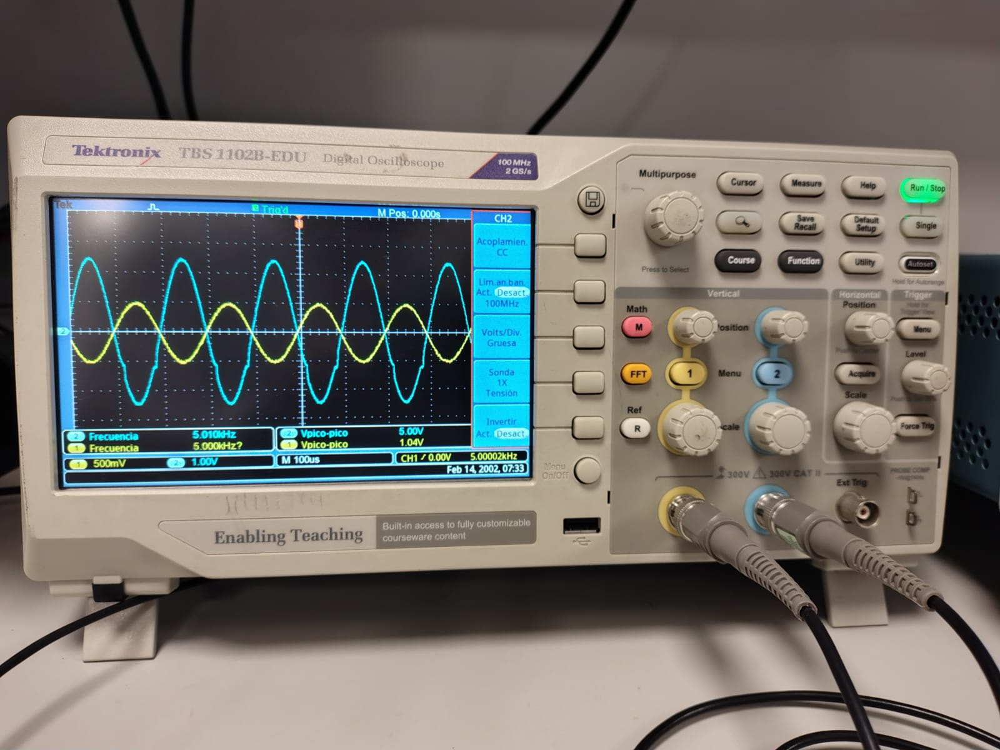 Tektronix TBS 1102B-EDU Digital Oscilloscope
100 MHz
2 GS/s
Tek Trig'd M Pos: 0.000s
CH2
Acoplamien.
CC
Lim.an.ban.
Act. Desact.
100MHz
Volts/Div.
Gruesa
Sonda
1X
Tensión
Invertir
Act. Desact
2
2 Frecuencia 5.010kHz
1 Frecuencia 5.000kHz?
2 Vpico-pico 5.00V
1 Vpico-pico 1.04V
1 500mV 2 1.00V M 100us CH1 0.00V 5.00002kHz
Feb 14, 2002, 07:33
Menu
On/Off
Enabling Teaching
Built-in access to fully customizable
courseware content
Multipurpose
Press to Select
Cursor Measure Help Run / Stop
Save
Recall
Default
Setup
Single
Course Function Utility Autoset
Hold for Autorange
Vertical
Horizontal
Trigger
Math
M
Position
FFT
1 Menu 2
Ref
R
Scale
Position
Acquire
Scale
Menu
Level
Force Trig
300V 300V CAT II
Ext Trig
PROBE COMP